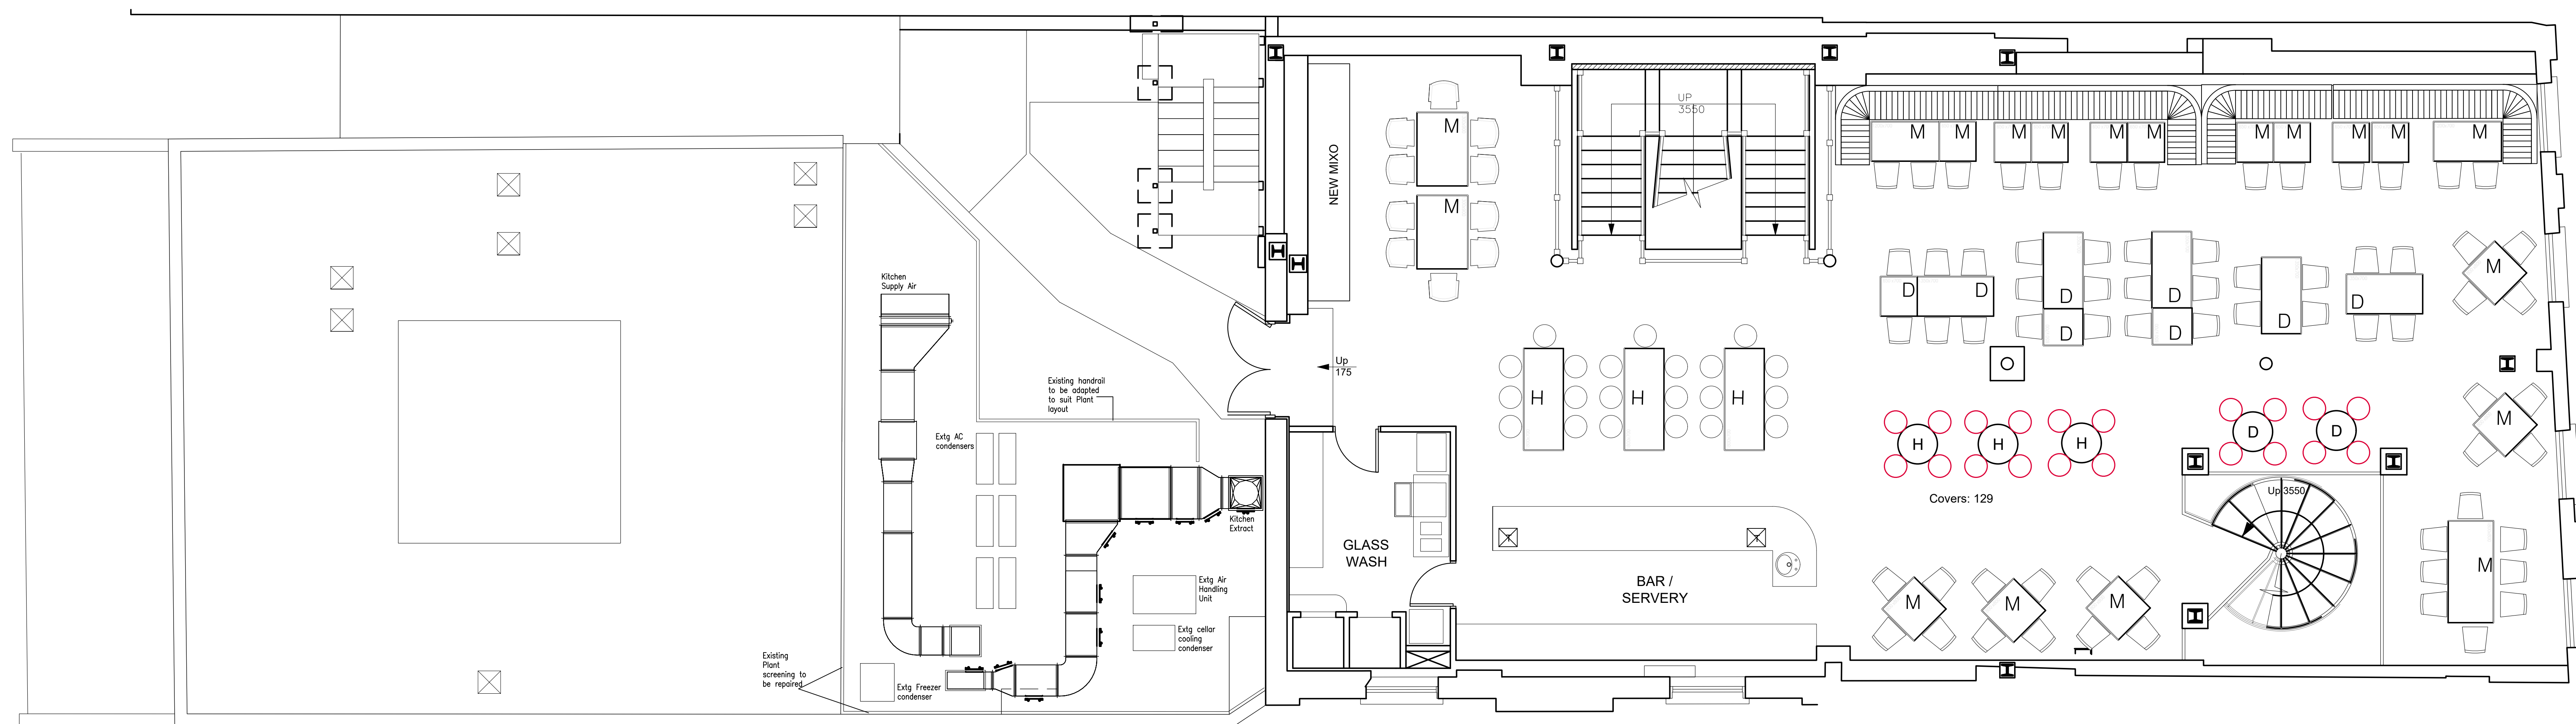 UP
3550
M
NEW MIXO
M
M
M
M
M
M
M
M
M
M
M
M
M
Kitchen
Supply Air
D
D
D
D
D
D
D
D
M
Up
175
Existing handrail
to be adapted
to suit Plant
layout
H
H
H
M
Extg AC
condensers
H
H
H
D
D
Covers: 129
Up 3550
Kitchen
Extract
T
T
GLASS
WASH
BAR /
SERVERY
Extg Air
Handling
Unit
M
M
M
M
Extg cellar
cooling
condenser
Existing
Plant
screening to
be repaired
Extg Freezer
condenser